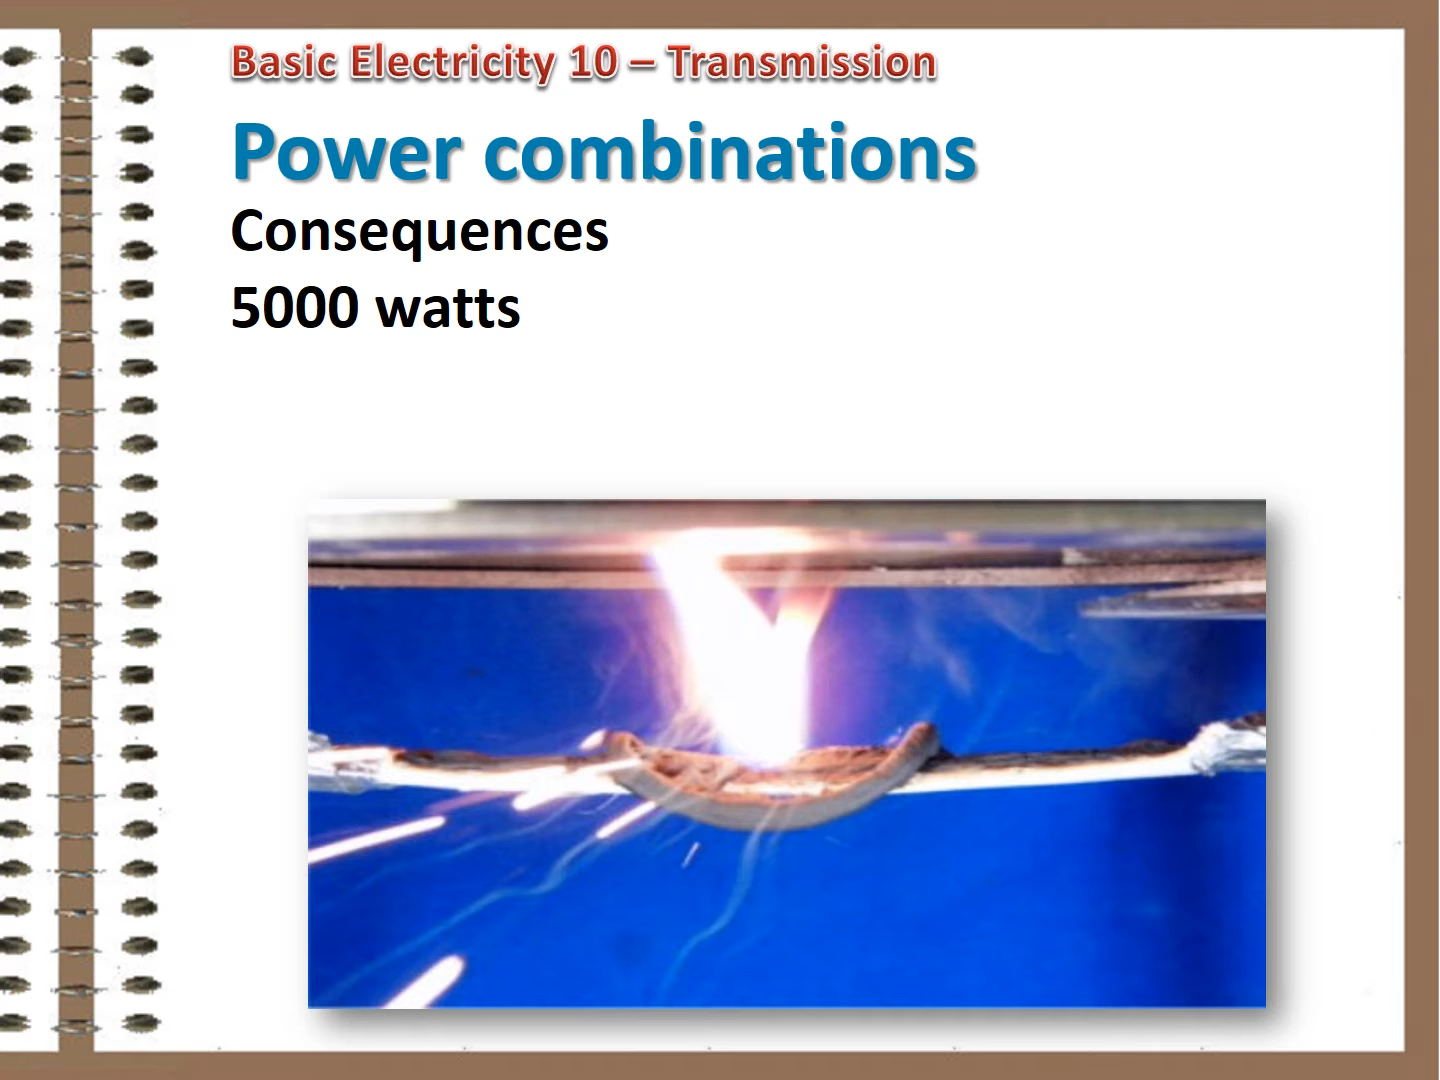 Basic Electricity 10 – Transmission
Power combinations
Consequences
5000 watts